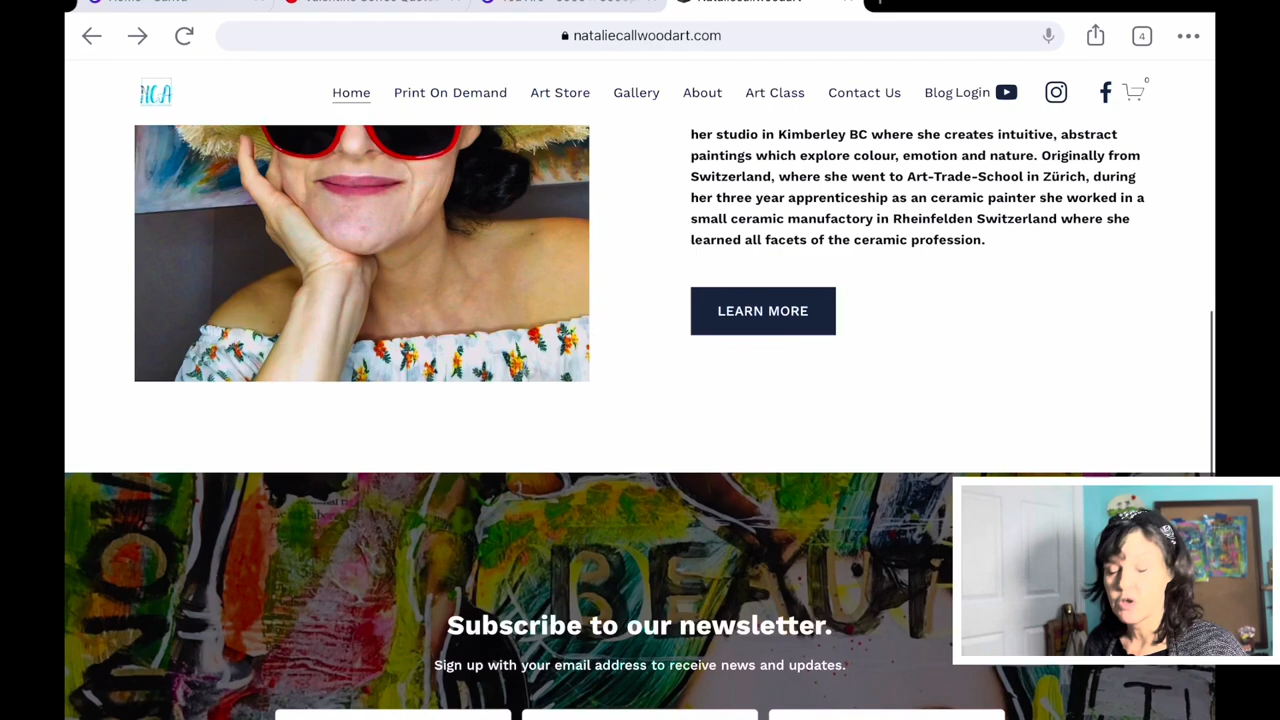 nataliecallwoodart.com
4
NCA
Home Print On Demand Art Store Gallery About Art Class Contact Us Blog Login 0
her studio in Kimberley BC where she creates intuitive, abstract
paintings which explore colour, emotion and nature. Originally from
Switzerland, where she went to Art-Trade-School in Zürich, during
her three year apprenticeship as an ceramic painter she worked in a
small ceramic manufactory in Rheinfelden Switzerland where she
learned all facets of the ceramic profession.
LEARN MORE
BEAUT
Subscribe to our newsletter.
Sign up with your email address to receive news and updates.